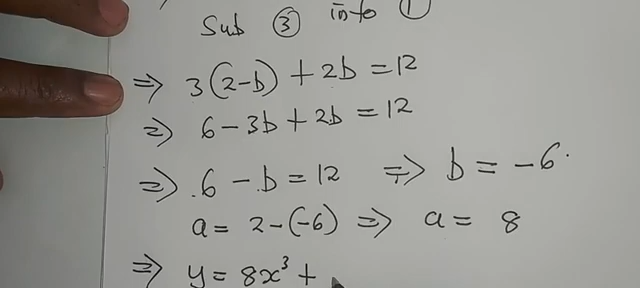 Sub ③ into ①
⇒ 3(2-b) + 2b = 12
⇒ 6 - 3b + 2b = 12
⇒ 6 - b = 12 ⇒ b = -6.
a = 2 - (-6) ⇒ a = 8
⇒ y = 8x³ +